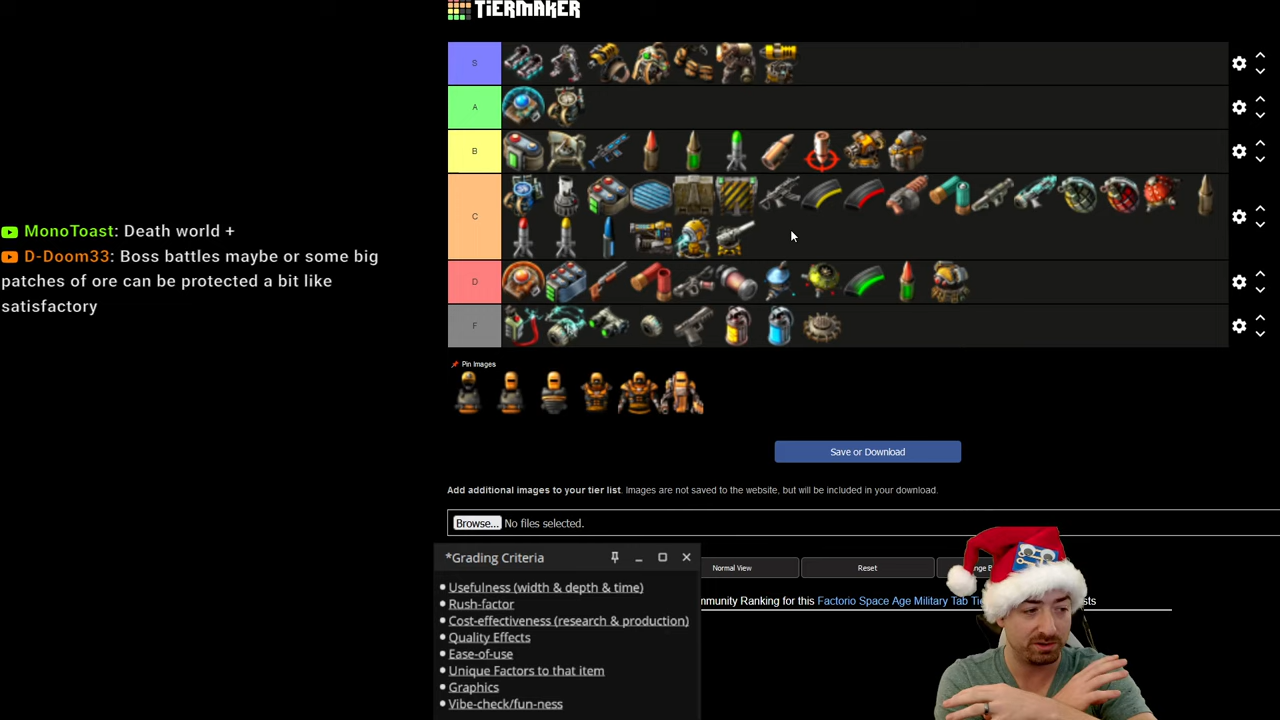 TiERMAKER
S
A
B
C
D
F
MonoToast: Death world +
D-Doom33: Boss battles maybe or some big
patches of ore can be protected a bit like
satisfactory
Pin Images
Save or Download
Add additional images to your tier list. Images are not saved to the website, but will be included in your download.
Browse... No files selected.
*Grading Criteria
Usefulness (width & depth & time)
Rush-factor
Cost-effectiveness (research & production)
Quality Effects
Ease-of-use
Unique Factors to that item
Graphics
Vibe-check/fun-ness
Normal View
Reset
ommunity Ranking for this Factorio Space Age Military Tab Tie